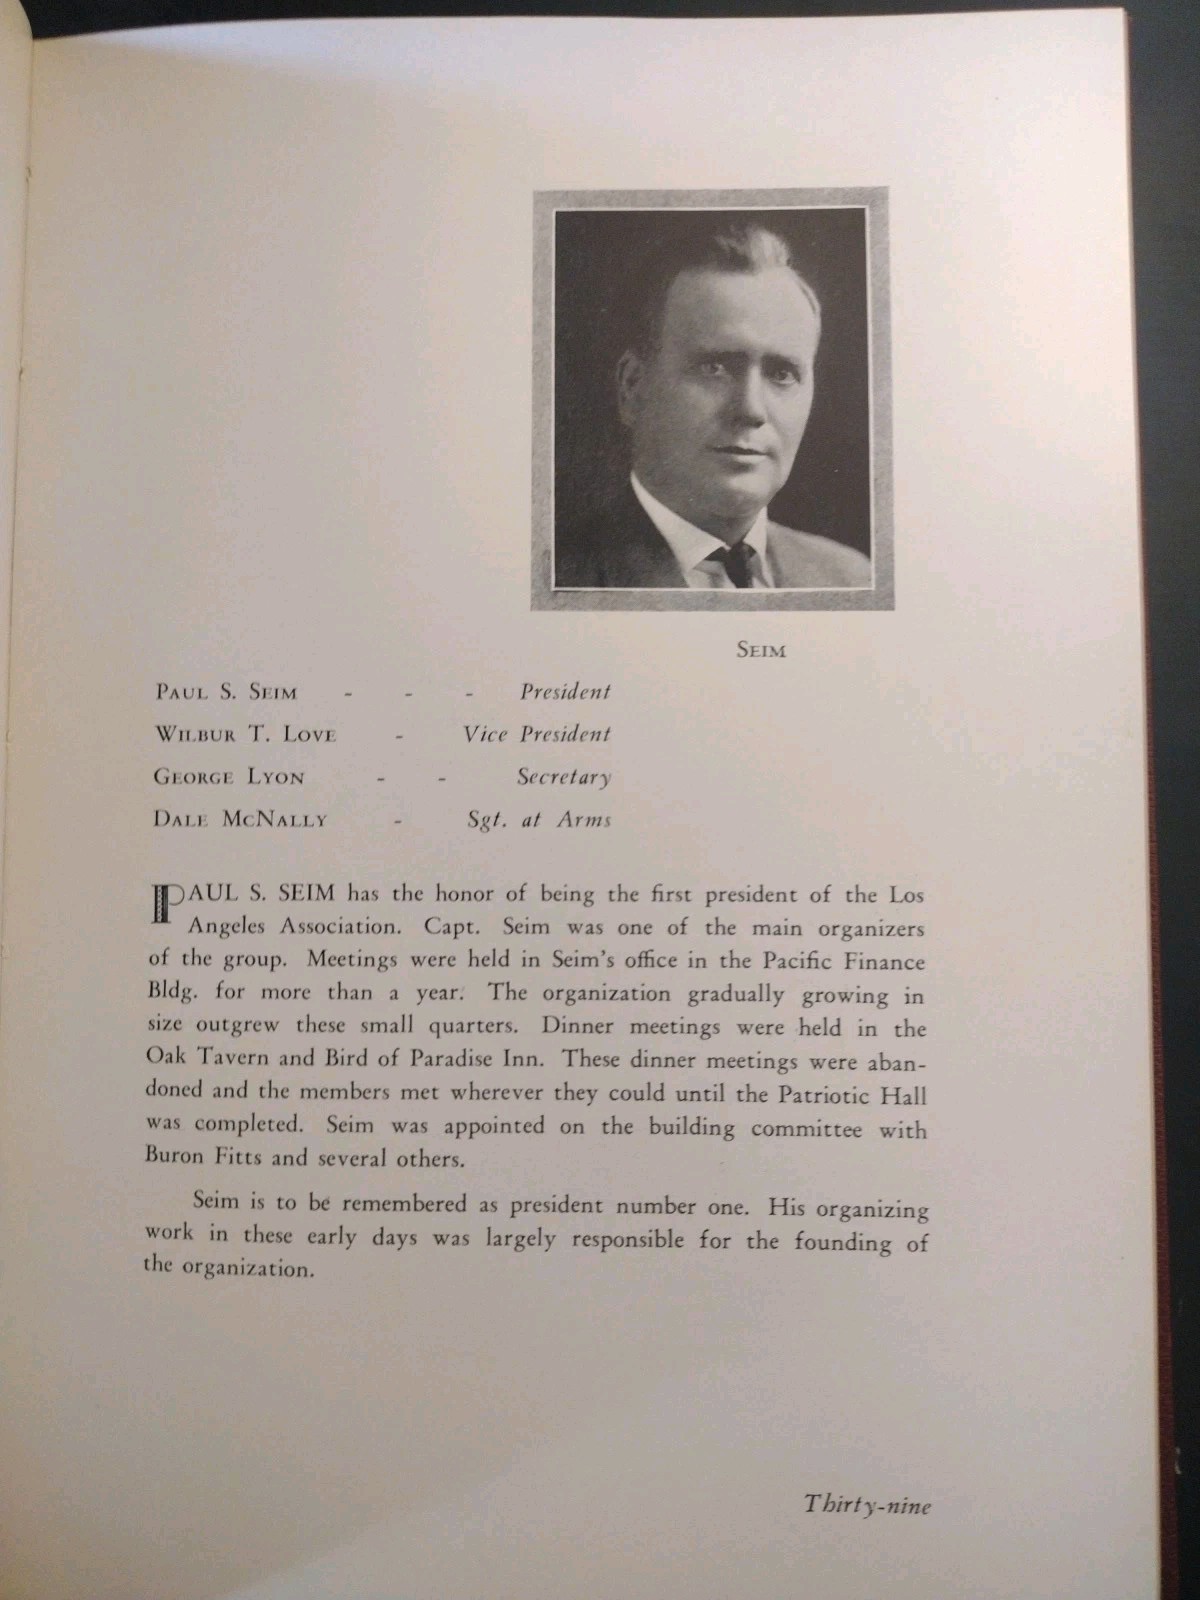 SEIM
PAUL S. SEIM - - - President
WILBUR T. LOVE - Vice President
GEORGE LYON - - Secretary
DALE MCNALLY - Sgt. at Arms
PAUL S. SEIM has the honor of being the first president of the Los
Angeles Association. Capt. Seim was one of the main organizers
of the group. Meetings were held in Seim's office in the Pacific Finance
Bldg. for more than a year. The organization gradually growing in
size outgrew these small quarters. Dinner meetings were held in the
Oak Tavern and Bird of Paradise Inn. These dinner meetings were aban-
doned and the members met wherever they could until the Patriotic Hall
was completed. Seim was appointed on the building committee with
Buron Fitts and several others.
Seim is to be remembered as president number one. His organizing
work in these early days was largely responsible for the founding of
the organization.
Thirty-nine